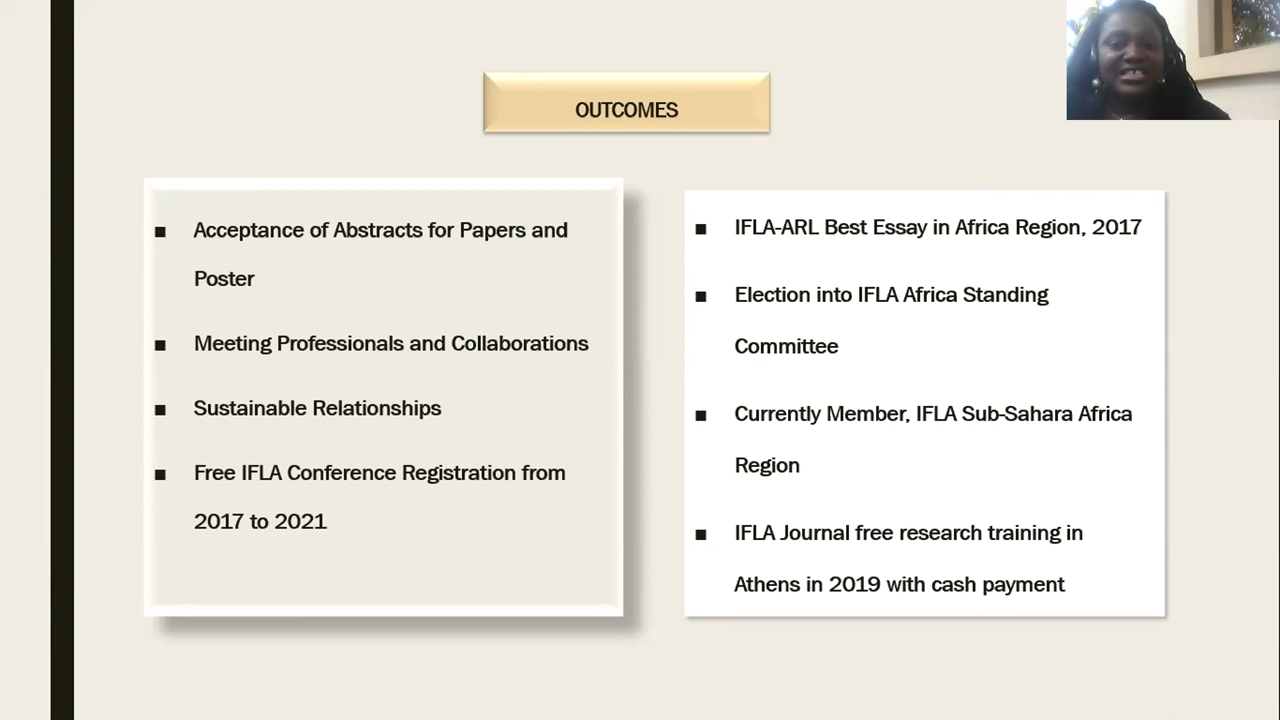 OUTCOMES
■ Acceptance of Abstracts for Papers and
Poster
■ Meeting Professionals and Collaborations
■ Sustainable Relationships
■ Free IFLA Conference Registration from
2017 to 2021
■ IFLA-ARL Best Essay in Africa Region, 2017
■ Election into IFLA Africa Standing
Committee
■ Currently Member, IFLA Sub-Sahara Africa
Region
■ IFLA Journal free research training in
Athens in 2019 with cash payment